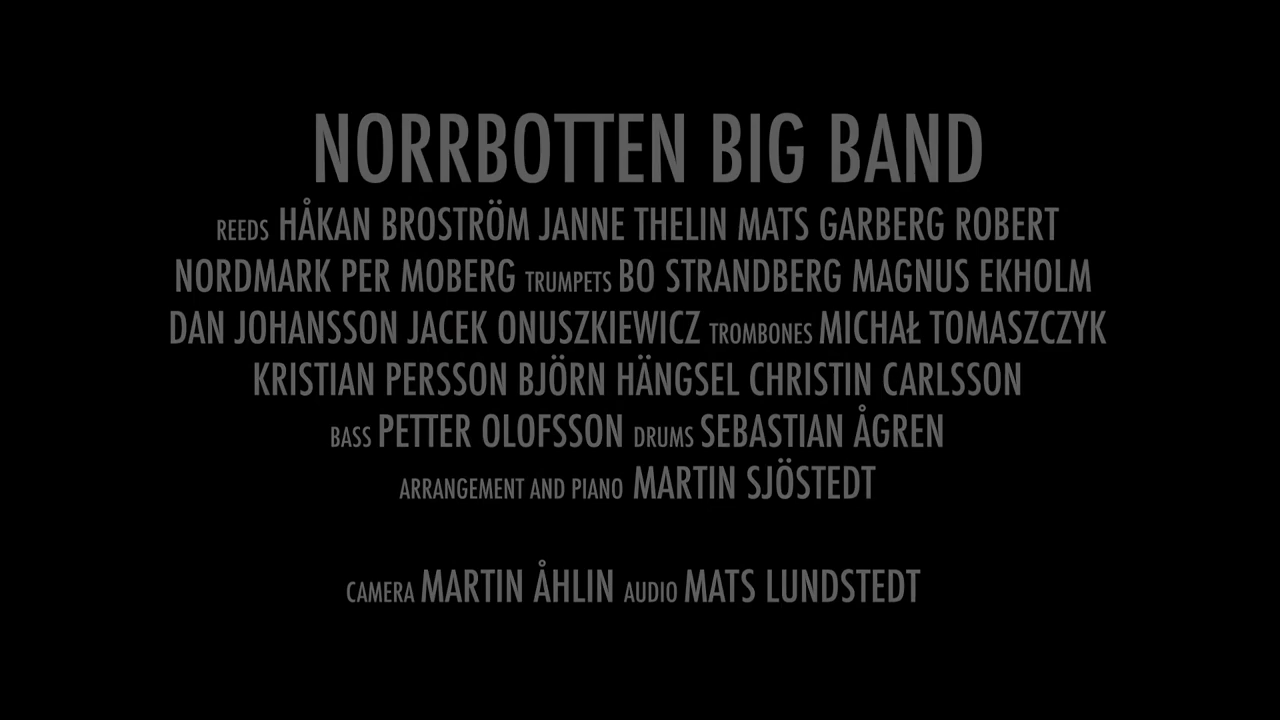 NORRBOTTEN BIG BAND
REEDS HÅKAN BROSTRÖM JANNE THELIN MATS GARBERG ROBERT
NORDMARK PER MOBERG TRUMPETS BO STRANDBERG MAGNUS EKHOLM
DAN JOHANSSON JACEK ONUSZKIEWICZ TROMBONES MICHAŁ TOMASZCZYK
KRISTIAN PERSSON BJÖRN HÄNGSEL CHRISTIN CARLSSON
BASS PETTER OLOFSSON DRUMS SEBASTIAN ÅGREN
ARRANGEMENT AND PIANO MARTIN SJÖSTEDT
CAMERA MARTIN ÅHLIN AUDIO MATS LUNDSTEDT